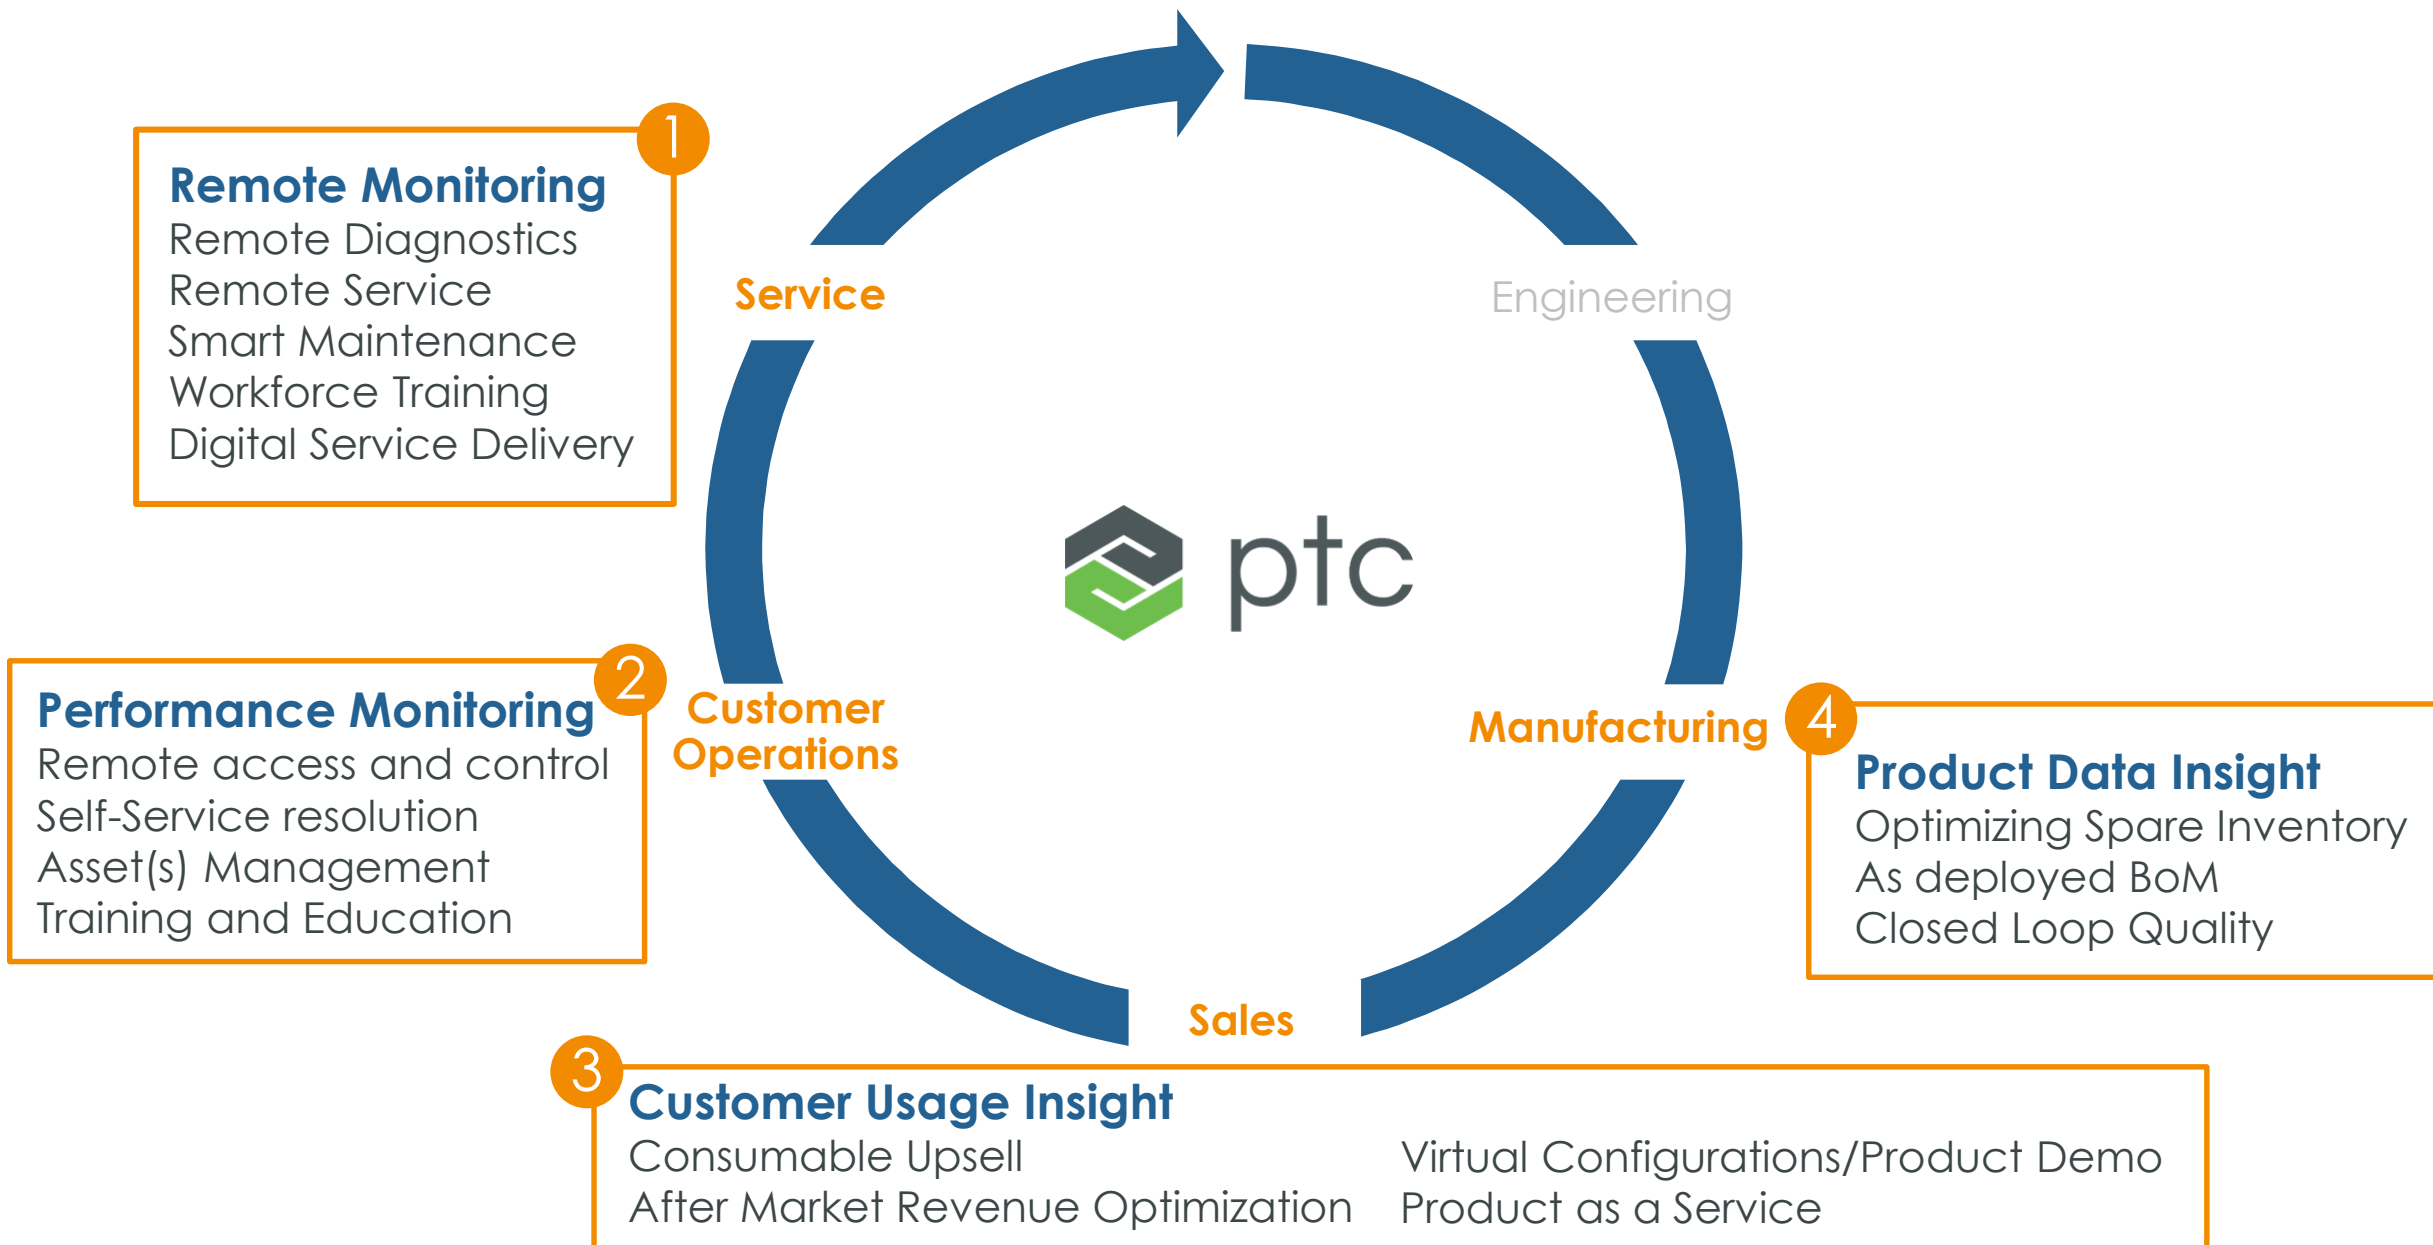 1
Remote Monitoring
Remote Diagnostics
Remote Service
Smart Maintenance
Workforce Training
Digital Service Delivery
Service
Engineering
ptc
2
Performance Monitoring
Remote access and control
Self-Service resolution
Asset(s) Management
Training and Education
Customer
Operations
Manufacturing
4
Product Data Insight
Optimizing Spare Inventory
As deployed BoM
Closed Loop Quality
Sales
3
Customer Usage Insight
Consumable Upsell
After Market Revenue Optimization
Virtual Configurations/Product Demo
Product as a Service